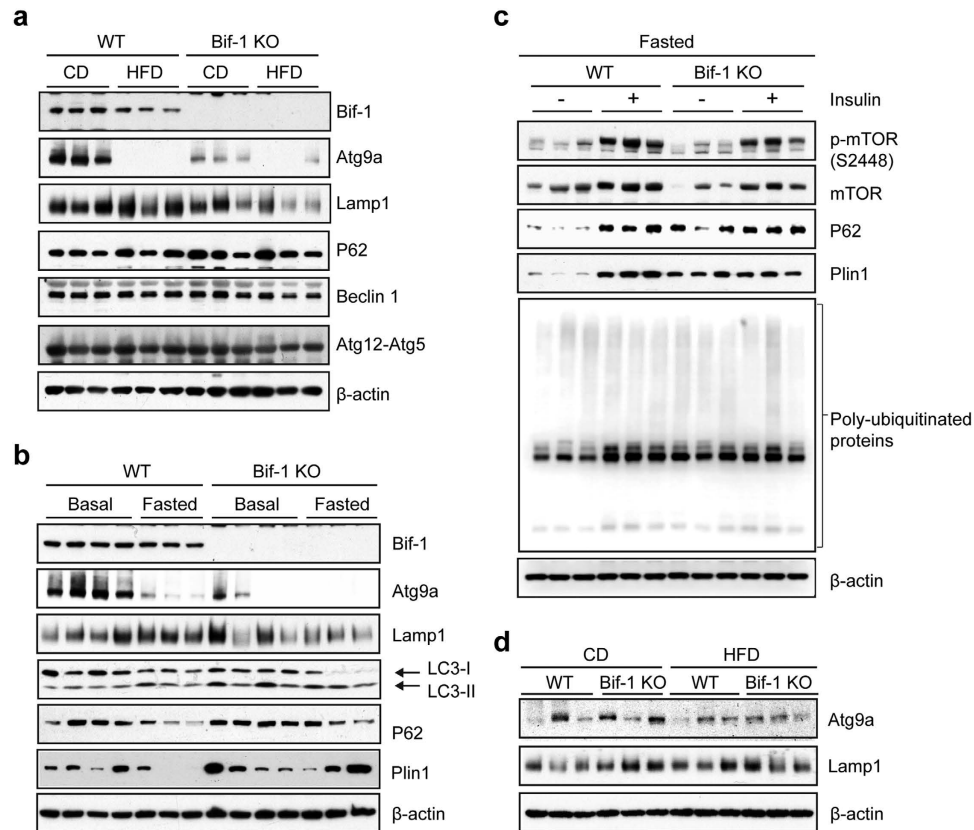 a
WT Bif-1 KO
CD HFD CD HFD
Bif-1
Atg9a
Lamp1
P62
Beclin 1
Atg12-Atg5
β-actin
b
WT Bif-1 KO
Basal Fasted Basal Fasted
Bif-1
Atg9a
Lamp1
LC3-I
LC3-II
P62
Plin1
β-actin
c
Fasted
WT Bif-1 KO
- + - + Insulin
p-mTOR
(S2448)
mTOR
P62
Plin1
Poly-ubiquitinated
proteins
β-actin
d
CD HFD
WT Bif-1 KO WT Bif-1 KO
Atg9a
Lamp1
β-actin